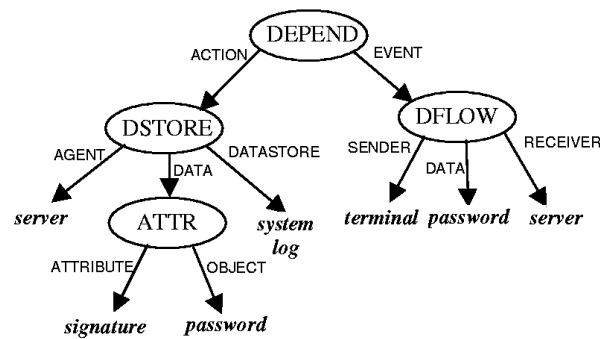 DEPEND
ACTION
EVENT
DSTORE
DFLOW
AGENT
DATA
DATASTORE
SENDER
DATA
RECEIVER
server
ATTR
system
log
terminal
password
server
ATTRIBUTE
OBJECT
signature
password